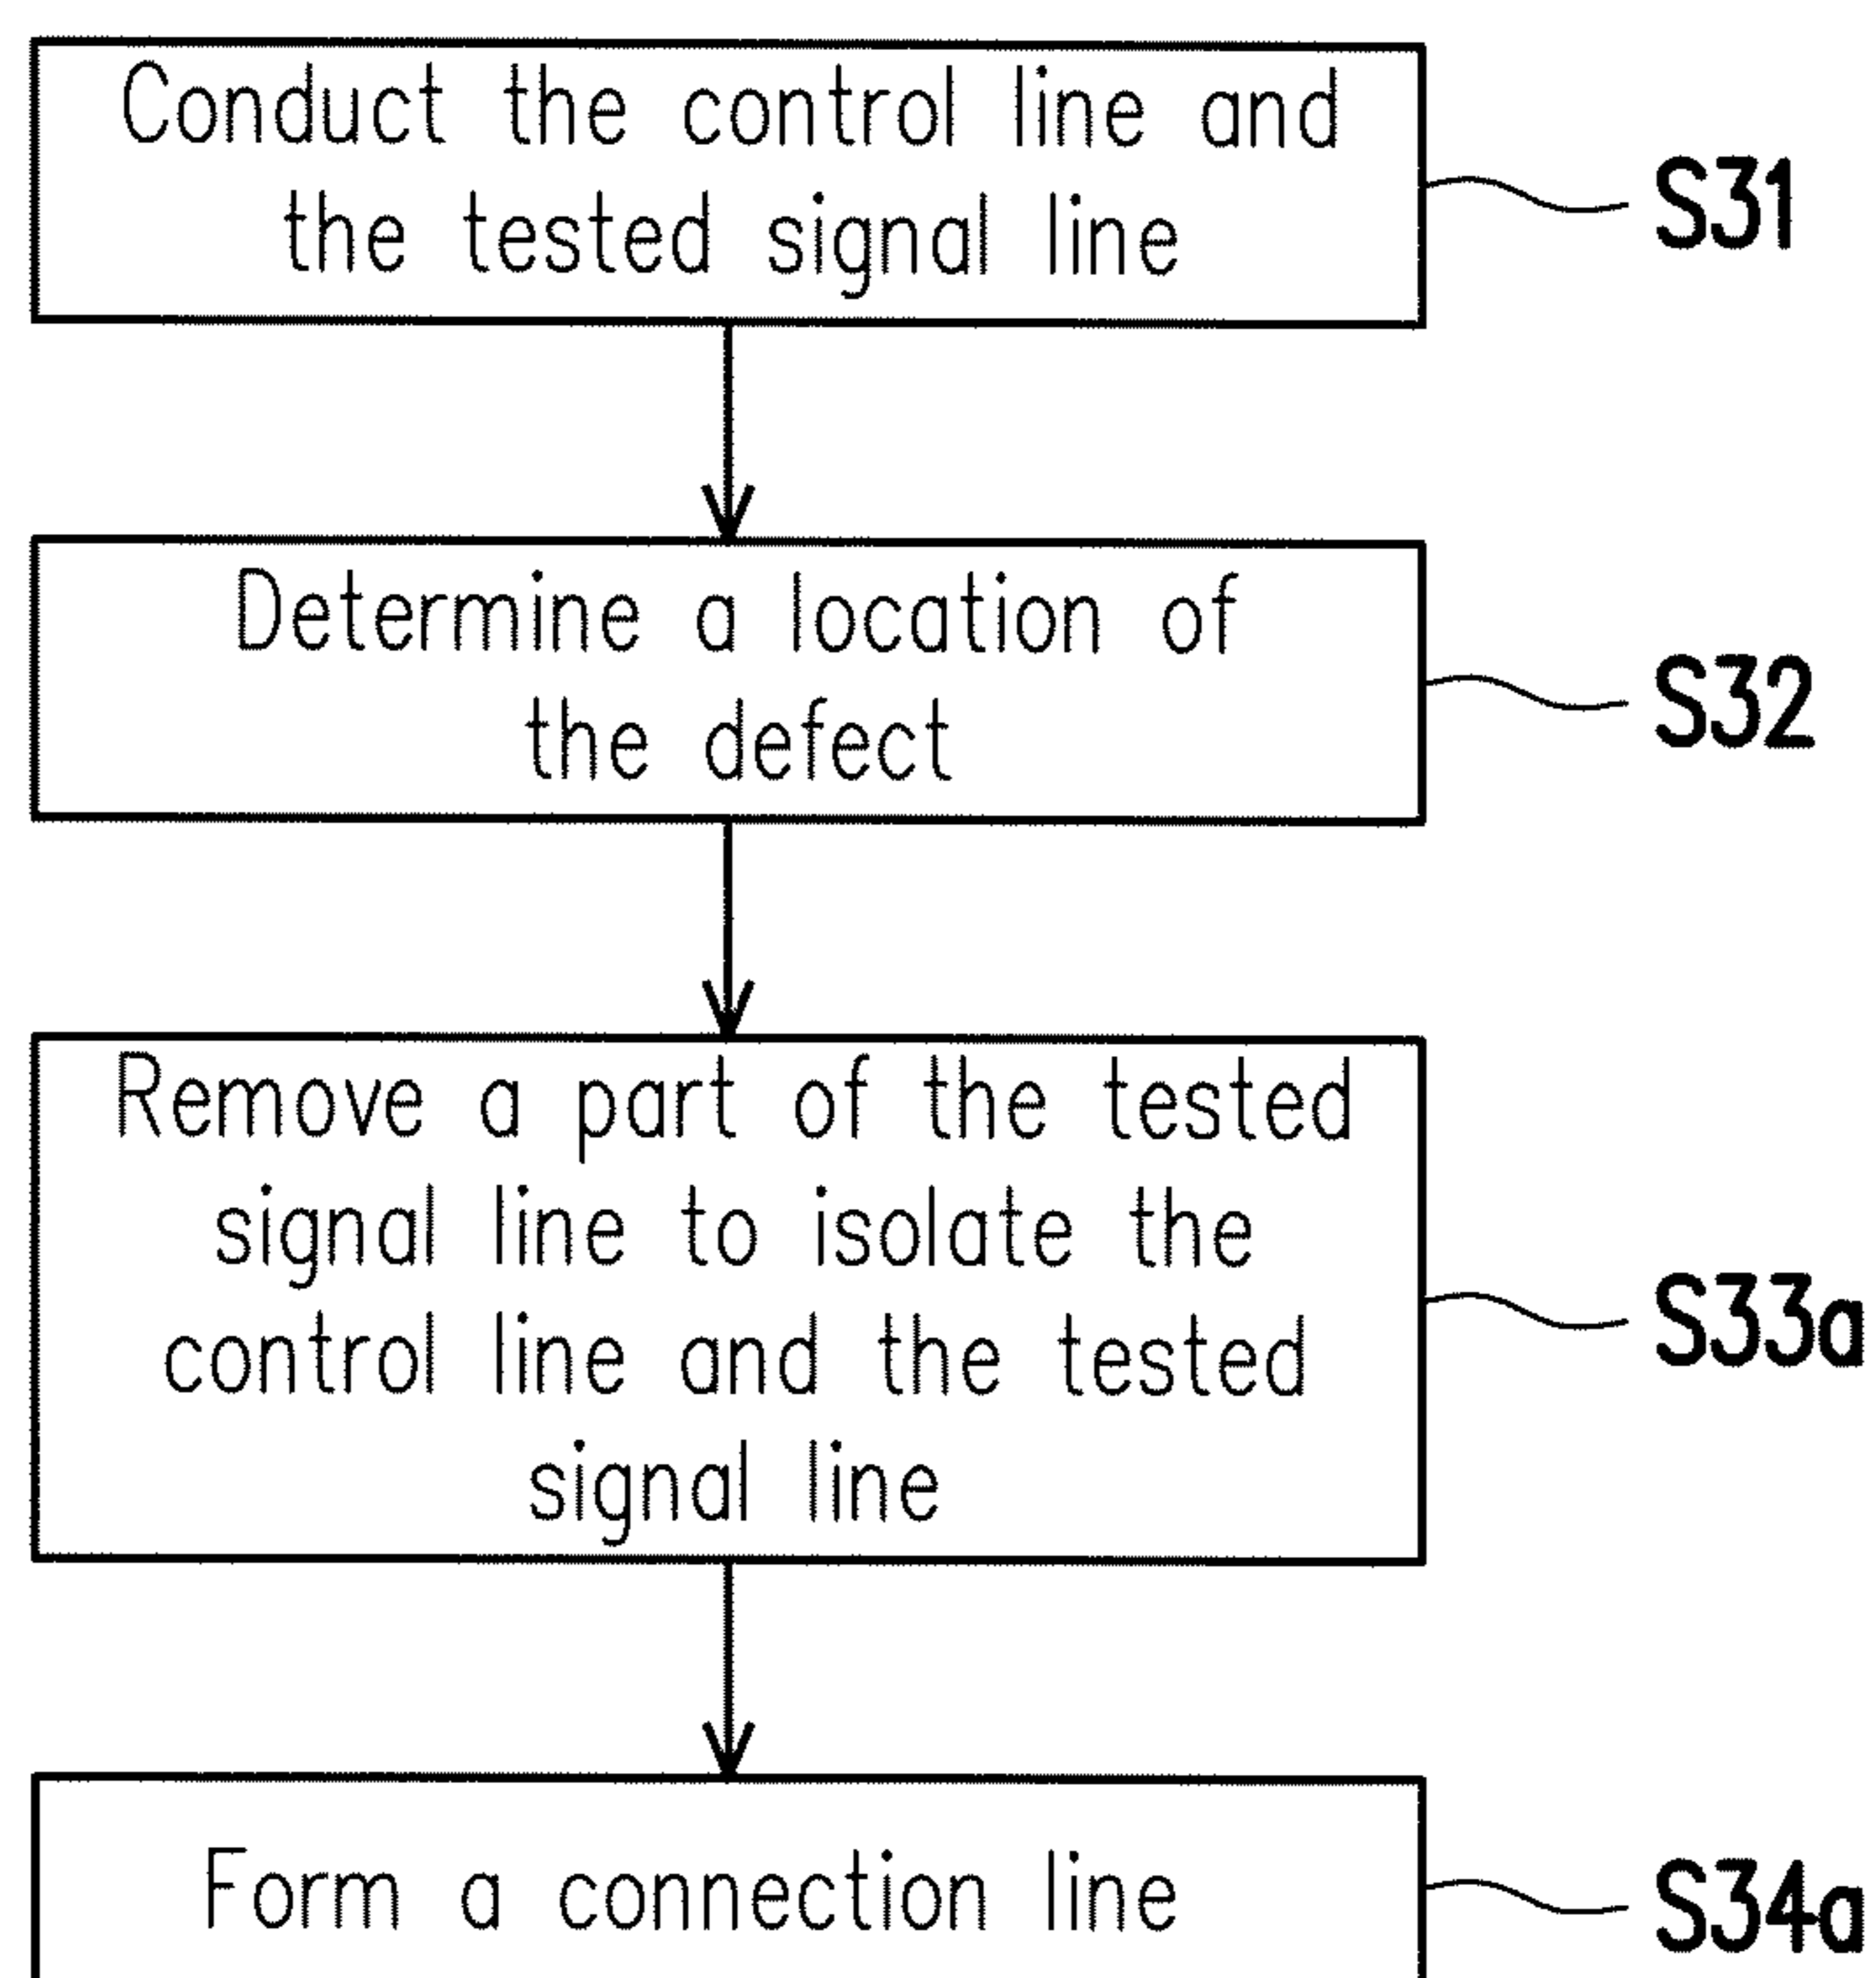 Conduct the control line and
the tested signal line
S31
Determine a location of
the defect
S32
Remove a part of the tested
signal line to isolate the
control line and the tested
signal line
S33a
Form a connection line
S34a